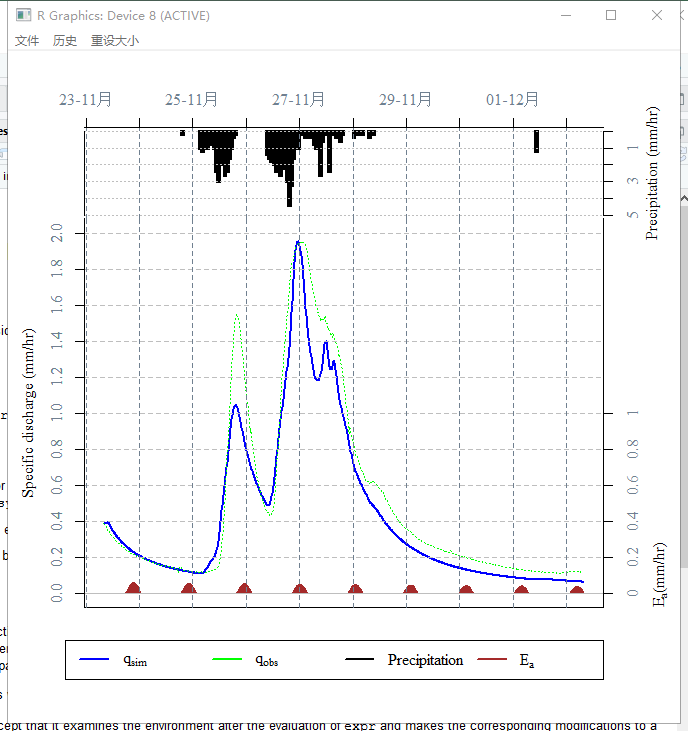 R Graphics: Device 8 (ACTIVE)
文件 历史 重设大小
23-11月 25-11月 27-11月 29-11月 01-12月
Precipitation (mm/hr)
1 3 5
Specific discharge (mm/hr)
2.0
1.8
1.6
1.4
1.2
1.0
0.8
0.6
0.4
0.2
0.0
1
0.8
0.6
0.4
0.2
0
Ea(mm/hr)
qsim qobs Precipitation Ea
cept that it examines the environment after the evaluation of expr and makes the corresponding modifications to a